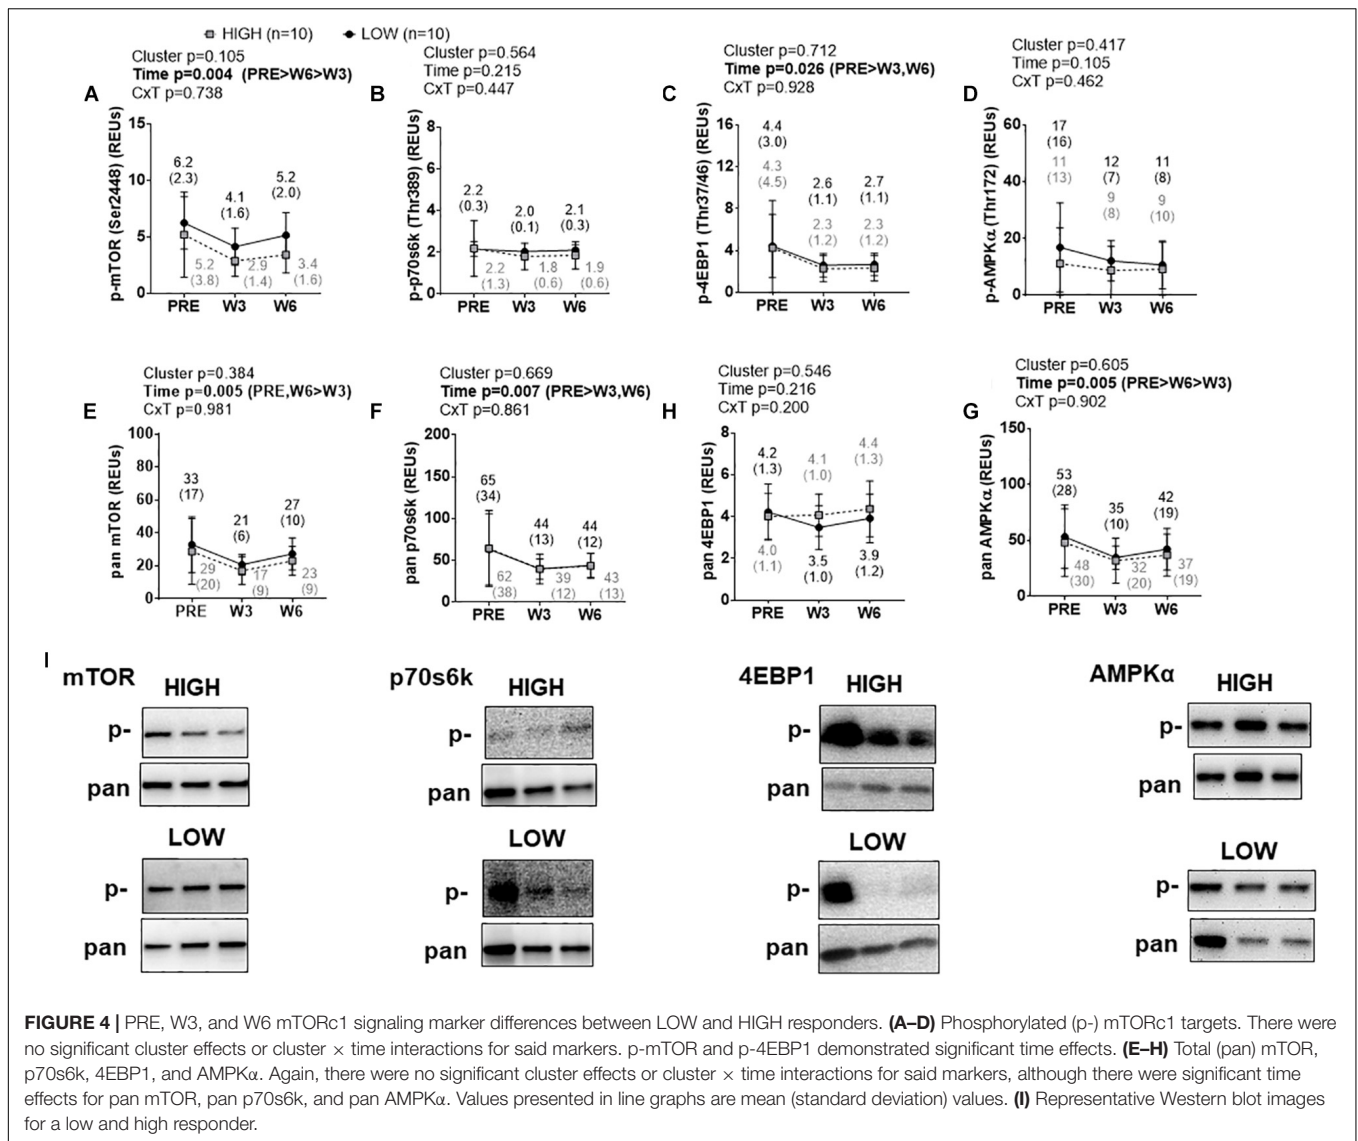 HIGH (n=10) LOW (n=10)
Cluster p=0.105
Time p=0.004 (PRE>W6>W3)
CxT p=0.738
A
p-mTOR (Ser2448) (REUs)
15
10
5
0
6.2
(2.3)
4.1
(1.6)
5.2
(2.0)
5.2
(3.8)
2.9
(1.4)
3.4
(1.6)
PRE W3 W6
Cluster p=0.564
Time p=0.215
CxT p=0.447
B
p-p70s6k (Thr389) (REUs)
8
6
4
2
0
2.2
(0.3)
2.0
(0.1)
2.1
(0.3)
2.2
(1.3)
1.8
(0.6)
1.9
(0.6)
PRE W3 W6
Cluster p=0.712
Time p=0.026 (PRE>W3,W6)
CxT p=0.928
C
p-4EBP1 (Thr37/46) (REUs)
16
12
8
4
0
4.4
(3.0)
4.3
(4.5)
2.6
(1.1)
2.3
(1.2)
2.7
(1.1)
2.3
(1.2)
PRE W3 W6
Cluster p=0.417
Time p=0.105
CxT p=0.462
D
p-AMPKα (Thr172) (REUs)
60
40
20
0
17
(16)
11
(13)
12
(7)
9
(8)
11
(8)
9
(10)
PRE W3 W6
Cluster p=0.384
Time p=0.005 (PRE,W6>W3)
CxT p=0.981
E
pan mTOR (REUs)
100
80
60
40
20
0
33
(17)
21
(6)
27
(10)
29
(20)
17
(9)
23
(9)
PRE W3 W6
Cluster p=0.669
Time p=0.007 (PRE>W3,W6)
CxT p=0.861
F
pan p70s6k (REUs)
200
150
100
50
0
65
(34)
44
(13)
44
(12)
62
(38)
39
(12)
43
(13)
PRE W3 W6
Cluster p=0.546
Time p=0.216
CxT p=0.200
H
pan 4EBP1 (REUs)
8
6
4
2
0
4.2
(1.3)
4.1
(1.0)
4.4
(1.3)
4.0
(1.1)
3.5
(1.0)
3.9
(1.2)
PRE W3 W6
Cluster p=0.605
Time p=0.005 (PRE>W6>W3)
CxT p=0.902
G
pan AMPKα (REUs)
150
100
50
0
53
(28)
35
(10)
42
(19)
48
(30)
32
(20)
37
(19)
PRE W3 W6
I
mTOR
HIGH
p-
pan
LOW
p-
pan
p70s6k
HIGH
p-
pan
LOW
p-
pan
4EBP1
HIGH
p-
pan
LOW
p-
pan
AMPKα
HIGH
p-
pan
LOW
p-
pan
FIGURE 4 | PRE, W3, and W6 mTORc1 signaling marker differences between LOW and HIGH responders. (A–D) Phosphorylated (p-) mTORc1 targets. There were
no significant cluster effects or cluster × time interactions for said markers. p-mTOR and p-4EBP1 demonstrated significant time effects. (E–H) Total (pan) mTOR,
p70s6k, 4EBP1, and AMPKα. Again, there were no significant cluster effects or cluster × time interactions for said markers, although there were significant time
effects for pan mTOR, pan p70s6k, and pan AMPKα. Values presented in line graphs are mean (standard deviation) values. (I) Representative Western blot images
for a low and high responder.